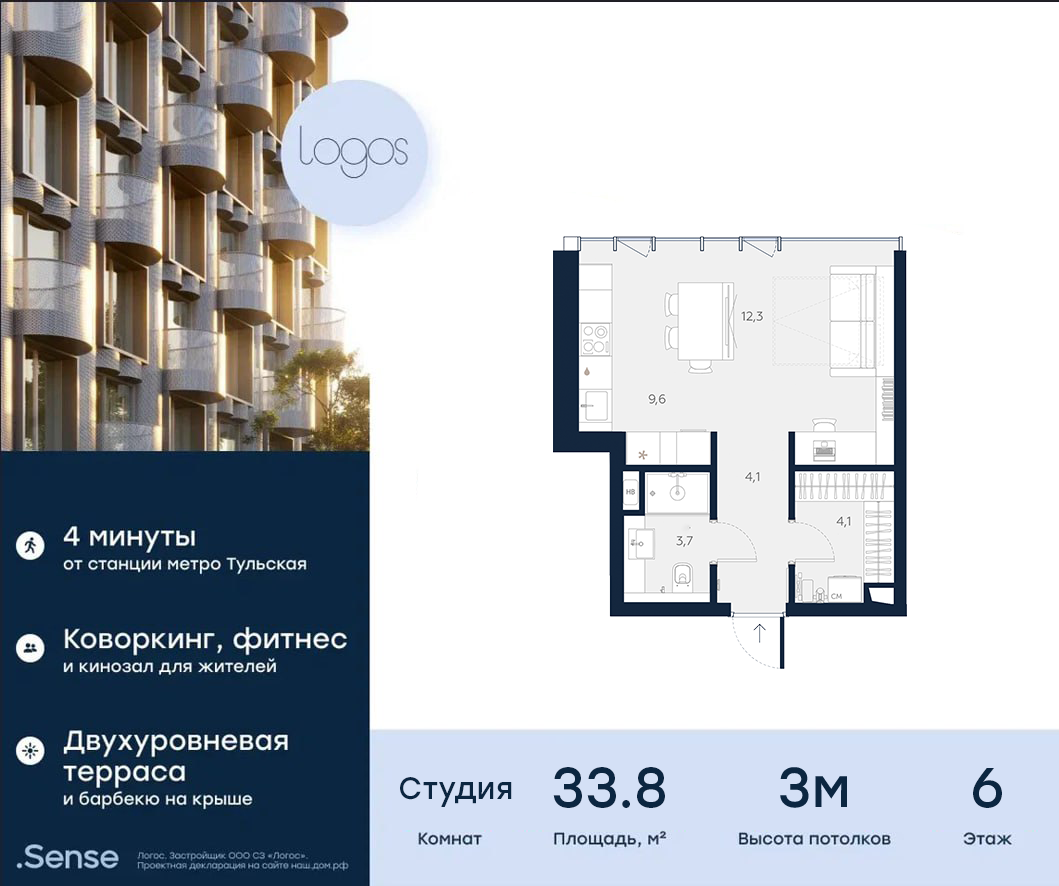 logos
12,3
9,6
4,1
НВ
3,7
4,1
СМ
4 минуты
от станции метро Тульская
Коворкинг, фитнес
и кинозал для жителей
Двухуровневая
терраса
и барбекю на крыше
.Sense
Логос. Застройщик ООО СЗ «Логос».
Проектная декларация на сайте наш.дом.рф
Студия 33.8 3м 6
Комнат Площадь, м² Высота потолков Этаж